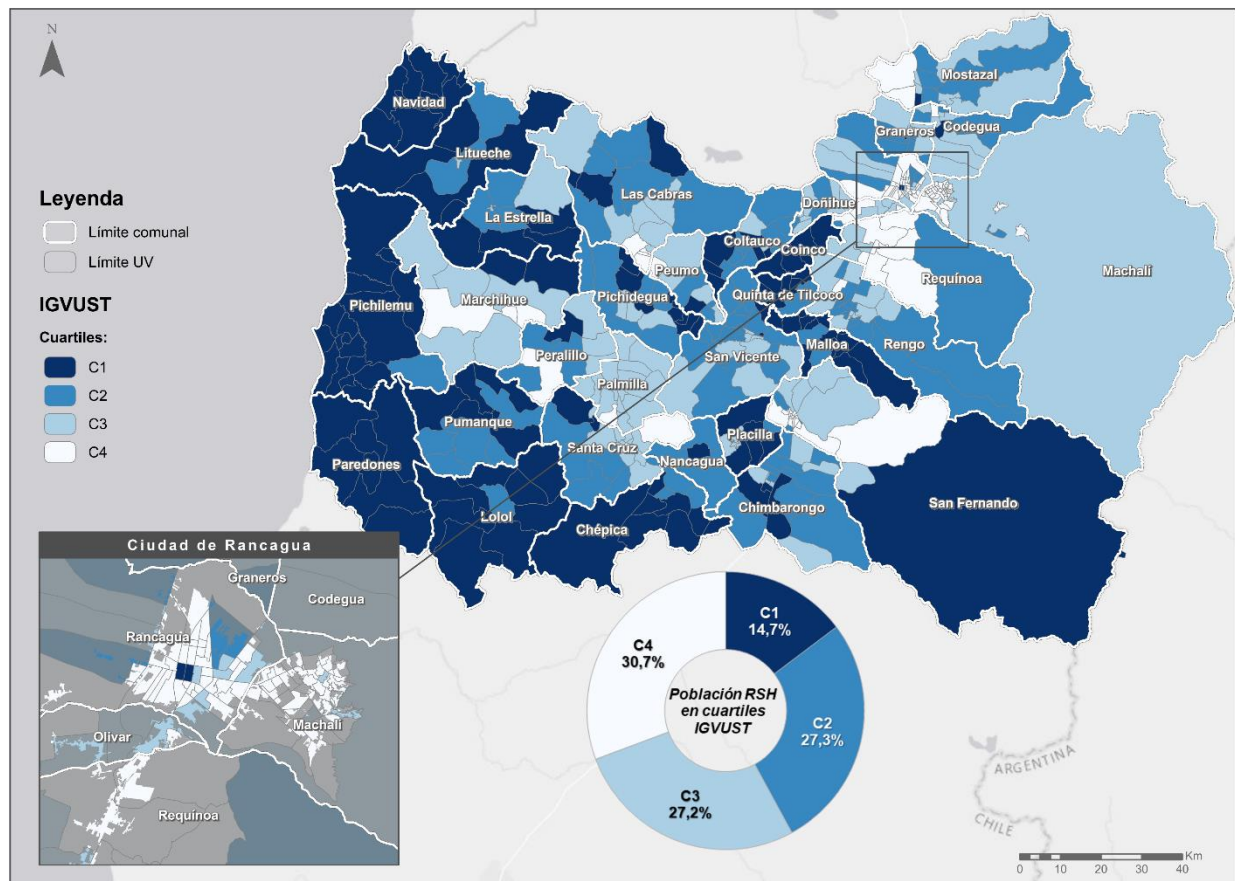 N
Leyenda
Límite comunal
Límite UV
IGVUST
Cuartiles:
C1
C2
C3
C4
Navidad
Litueche
La Estrella
Las Cabras
Mostazal
Graneros
Codegua
Doñihue
Coltauco
Coinco
Machalí
Pichilemu
Marchihue
Peumo
Pichidegua
Quinta de Tilcoco
Requínoa
Peralillo
San Vicente
Malloa
Rengo
Palmilla
Pumanque
Paredones
Santa Cruz
Placilla
Nancagua
Lolol
Chépica
Chimbarongo
San Fernando
Ciudad de Rancagua
Graneros
Codegua
Rancagua
Machalí
Olivar
Requínoa
C1
14,7%
C4
30,7%
Población RSH
en cuartiles
IGVUST
C2
27,3%
C3
27,2%
ARGENTINA
CHILE
Km
0 10 20 30 40